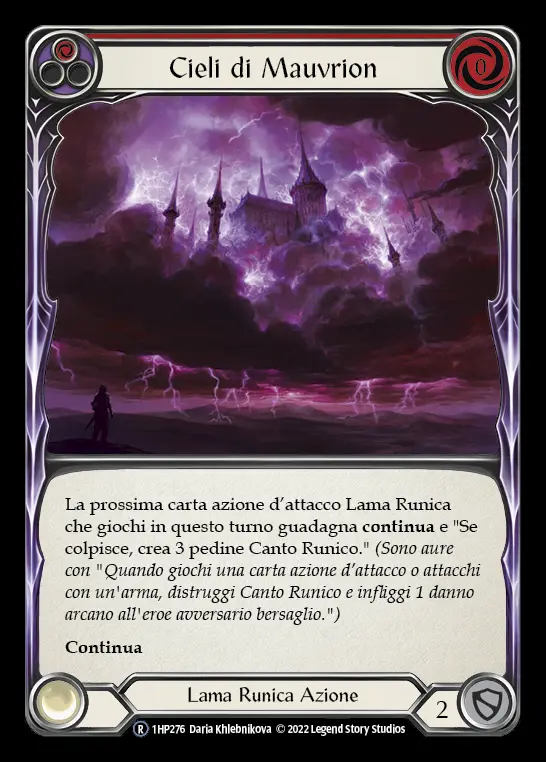 Cieli di Mauvrion
0
La prossima carta azione d'attacco Lama Runica
che giochi in questo turno guadagna continua e "Se
colpisce, crea 3 pedine Canto Runico." (Sono aure
con "Quando giochi una carta azione d'attacco o attacchi
con un'arma, distruggi Canto Runico e infliggi 1 danno
arcano all'eroe avversario bersaglio.")
Continua
Lama Runica Azione
2
R 1HP276 Daria Khlebnikova © 2022 Legend Story Studios